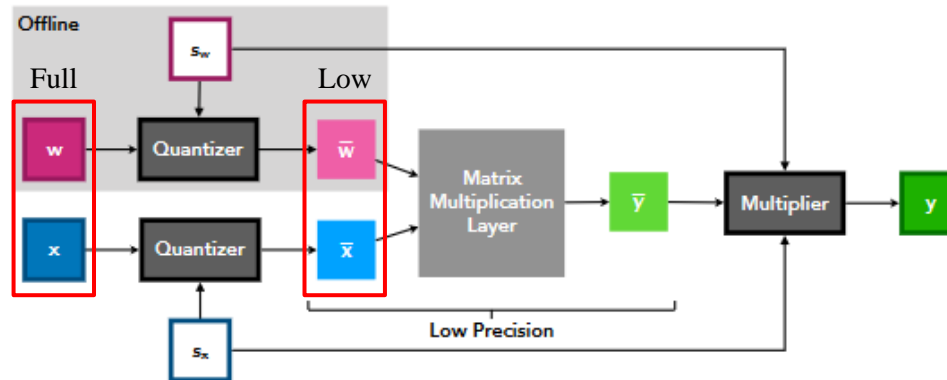 Offline
s_w
Full
Low
w
Quantizer
w̅
Matrix
Multiplication
Layer
y̅
Multiplier
y
x
Quantizer
x̅
Low Precision
s_x